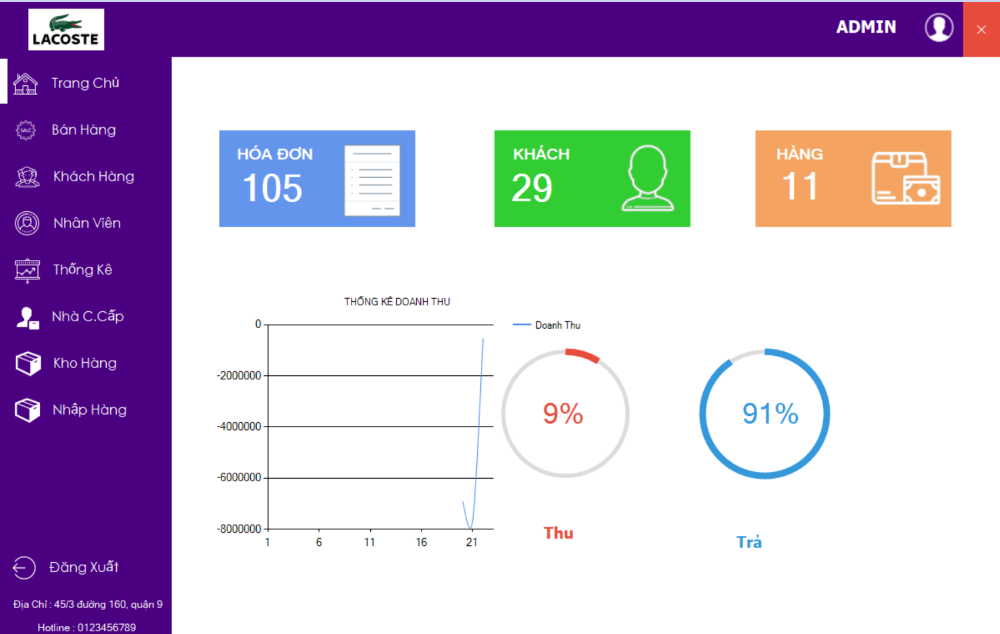 LACOSTE
ADMIN
Trang Chủ
Bán Hàng
SALE
Khách Hàng
Nhân Viên
Thống Kê
Nhà C.Cấp
Kho Hàng
Nhập Hàng
Đăng Xuất
Địa Chỉ : 45/3 đường 160, quận 9
Hotline : 0123456789
HÓA ĐƠN
105
KHÁCH
29
HÀNG
11
THỐNG KÊ DOANH THU
0
-2000000
-4000000
-6000000
-8000000
1 6 11 16 21
Doanh Thu
9%
Thu
91%
Trả